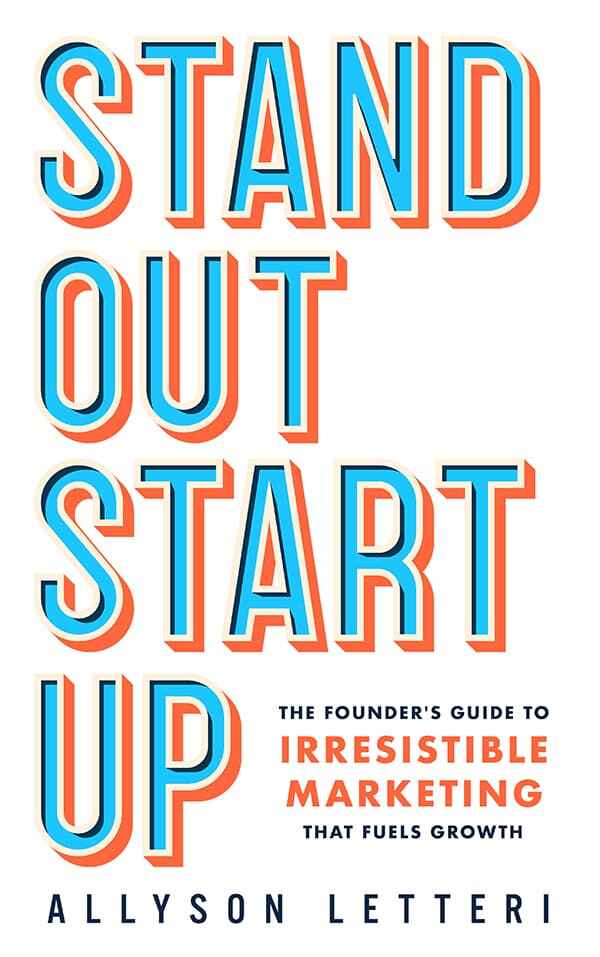 STAND
OUT
START
UP
THE FOUNDER'S GUIDE TO
IRRESISTIBLE
MARKETING
THAT FUELS GROWTH
ALLYSON LETTERI